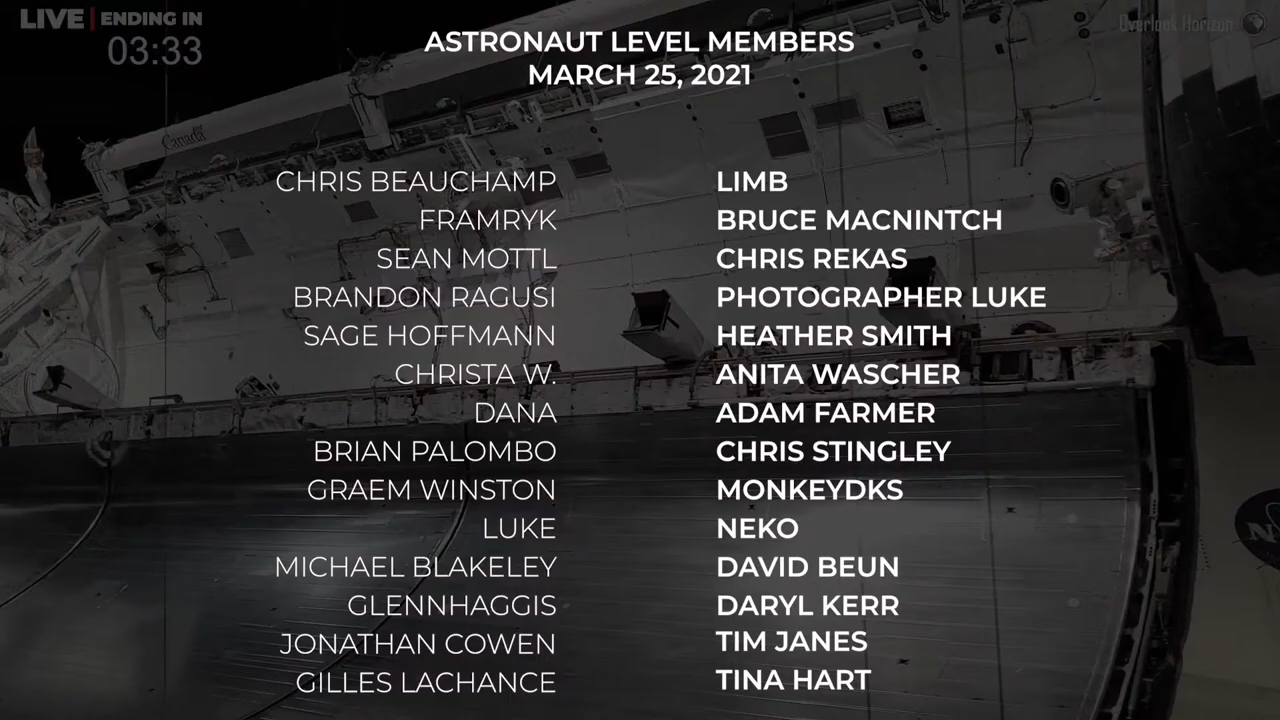 LIVE | ENDING IN
03:33
Overlook Horizon
ASTRONAUT LEVEL MEMBERS
MARCH 25, 2021
Canada
CHRIS BEAUCHAMP LIMB
FRAMRYK BRUCE MACNINTCH
SEAN MOTTL CHRIS REKAS
BRANDON RAGUSI PHOTOGRAPHER LUKE
SAGE HOFFMANN HEATHER SMITH
CHRISTA W. ANITA WASCHER
DANA ADAM FARMER
BRIAN PALOMBO CHRIS STINGLEY
GRAEM WINSTON MONKEYDKS
LUKE NEKO
MICHAEL BLAKELEY DAVID BEUN
GLENNHAGGIS DARYL KERR
JONATHAN COWEN TIM JANES
GILLES LACHANCE TINA HART